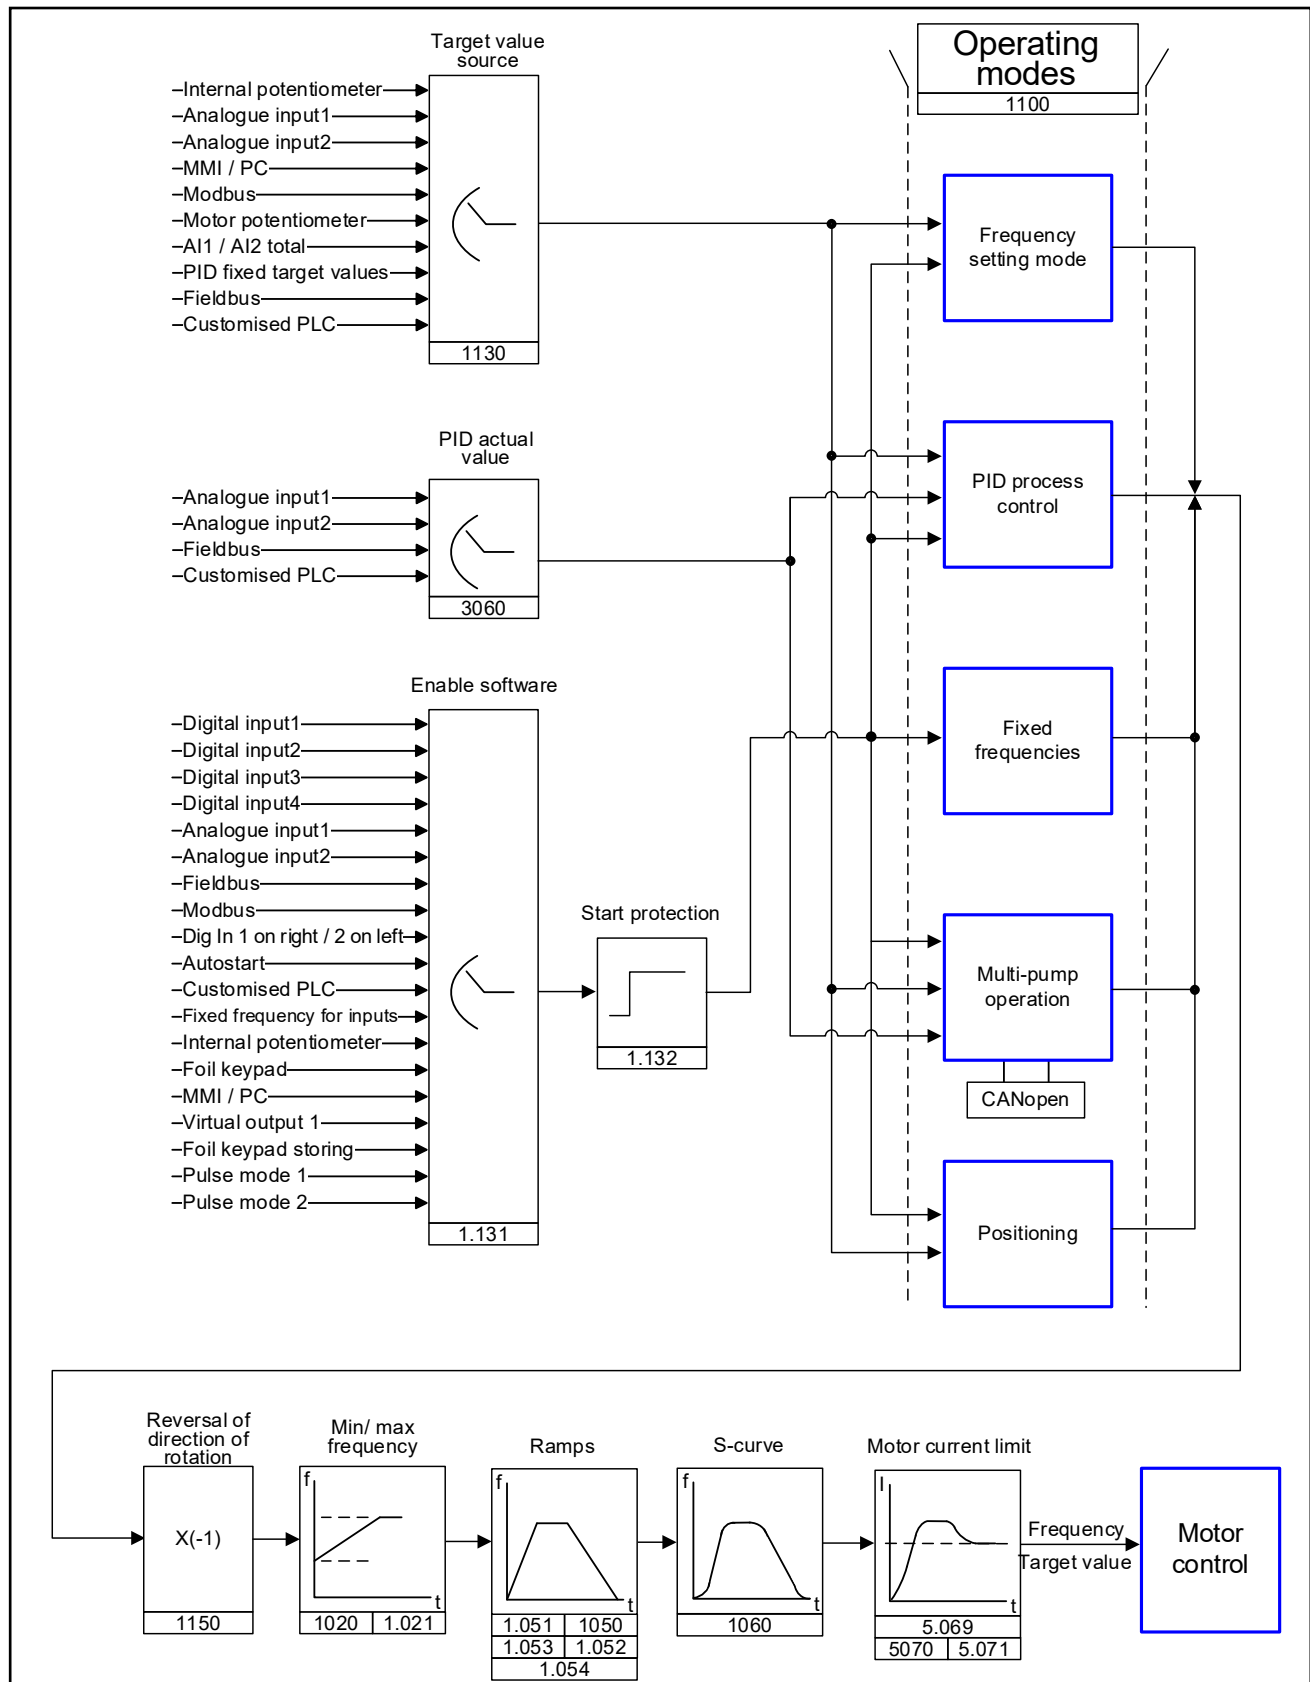 Target value
source
Internal potentiometer
Analogue input1
Analogue input2
MMI / PC
Modbus
Motor potentiometer
AI1 / AI2 total
PID fixed target values
Fieldbus
Customised PLC
1130
Operating
modes
1100
Frequency
setting mode
PID actual
value
Analogue input1
Analogue input2
Fieldbus
Customised PLC
3060
PID process
control
Enable software
Digital input1
Digital input2
Digital input3
Digital input4
Analogue input1
Analogue input2
Fieldbus
Modbus
Dig In 1 on right / 2 on left
Autostart
Customised PLC
Fixed frequency for inputs
Internal potentiometer
Foil keypad
MMI / PC
Virtual output 1
Foil keypad storing
Pulse mode 1
Pulse mode 2
1.131
Start protection
1.132
Fixed
frequencies
Multi-pump
operation
CANopen
Positioning
Reversal of
direction of
rotation
X(-1)
1150
Min/ max
frequency
f
t
1020
1.021
Ramps
f
t
1.051
1050
1.053
1.052
1.054
S-curve
f
t
1060
Motor current limit
I
t
5.069
5070
5.071
Frequency
Target value
Motor
control